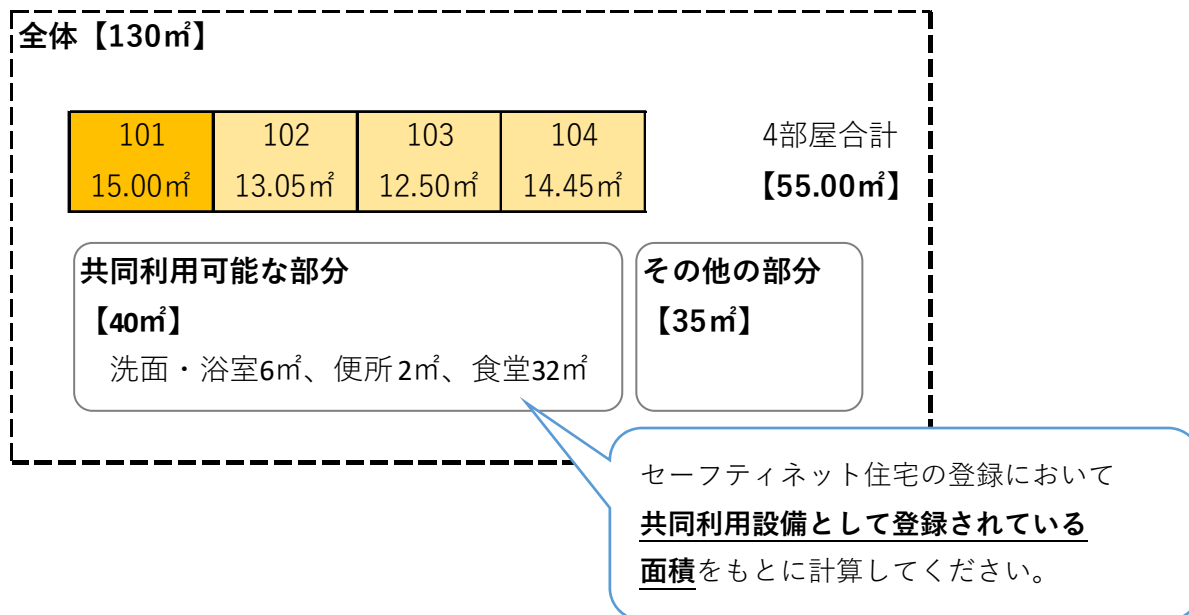 全体【130㎡】
101 102 103 104 4部屋合計
15.00㎡ 13.05㎡ 12.50㎡ 14.45㎡ 【55.00㎡】
共同利用可能な部分
【40㎡】
洗面・浴室6㎡、便所2㎡、食堂32㎡
その他の部分
【35㎡】
セーフティネット住宅の登録において
共同利用設備として登録されている
面積をもとに計算してください。